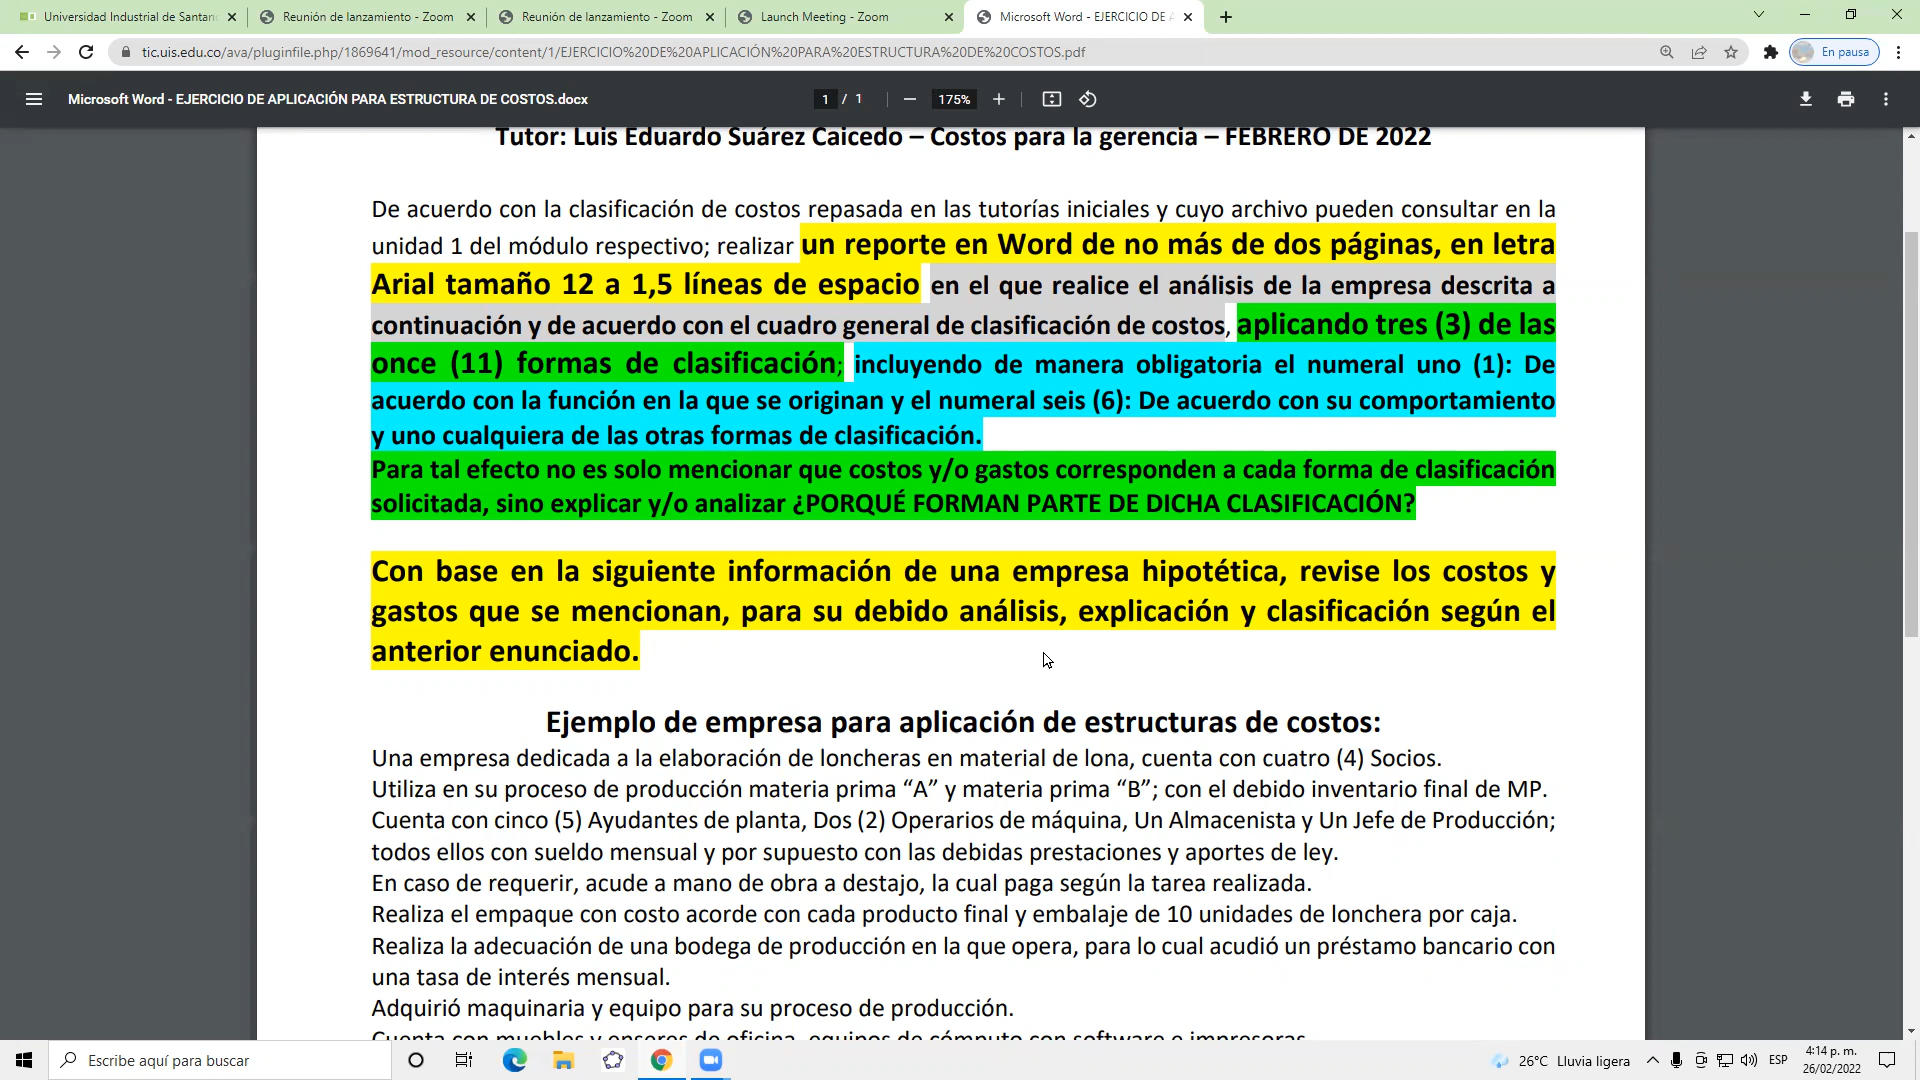 Universidad Industrial de Santan
Reunión de lanzamiento - Zoom
Reunión de lanzamiento - Zoom
Launch Meeting - Zoom
Microsoft Word - EJERCICIO DE A
tic.uis.edu.co/ava/pluginfile.php/1869641/mod_resource/content/1/EJERCICIO%20DE%20APLICACIÓN%20PARA%20ESTRUCTURA%20DE%20COSTOS.pdf
En pausa
Microsoft Word - EJERCICIO DE APLICACIÓN PARA ESTRUCTURA DE COSTOS.docx
1 / 1
175%
Tutor: Luis Eduardo Suárez Caicedo – Costos para la gerencia – FEBRERO DE 2022
De acuerdo con la clasificación de costos repasada en las tutorías iniciales y cuyo archivo pueden consultar en la
unidad 1 del módulo respectivo; realizar un reporte en Word de no más de dos páginas, en letra
Arial tamaño 12 a 1,5 líneas de espacio en el que realice el análisis de la empresa descrita a
continuación y de acuerdo con el cuadro general de clasificación de costos, aplicando tres (3) de las
once (11) formas de clasificación; incluyendo de manera obligatoria el numeral uno (1): De
acuerdo con la función en la que se originan y el numeral seis (6): De acuerdo con su comportamiento
y uno cualquiera de las otras formas de clasificación.
Para tal efecto no es solo mencionar que costos y/o gastos corresponden a cada forma de clasificación
solicitada, sino explicar y/o analizar ¿PORQUÉ FORMAN PARTE DE DICHA CLASIFICACIÓN?
Con base en la siguiente información de una empresa hipotética, revise los costos y
gastos que se mencionan, para su debido análisis, explicación y clasificación según el
anterior enunciado.
Ejemplo de empresa para aplicación de estructuras de costos:
Una empresa dedicada a la elaboración de loncheras en material de lona, cuenta con cuatro (4) Socios.
Utiliza en su proceso de producción materia prima “A” y materia prima “B”; con el debido inventario final de MP.
Cuenta con cinco (5) Ayudantes de planta, Dos (2) Operarios de máquina, Un Almacenista y Un Jefe de Producción;
todos ellos con sueldo mensual y por supuesto con las debidas prestaciones y aportes de ley.
En caso de requerir, acude a mano de obra a destajo, la cual paga según la tarea realizada.
Realiza el empaque con costo acorde con cada producto final y embalaje de 10 unidades de lonchera por caja.
Realiza la adecuación de una bodega de producción en la que opera, para lo cual acudió un préstamo bancario con
una tasa de interés mensual.
Adquirió maquinaria y equipo para su proceso de producción.
Cuenta con muebles y enseres de oficina, equipos de cómputo con software e impresoras
Escribe aquí para buscar
26°C Lluvia ligera
ESP
4:14 p. m.
26/02/2022